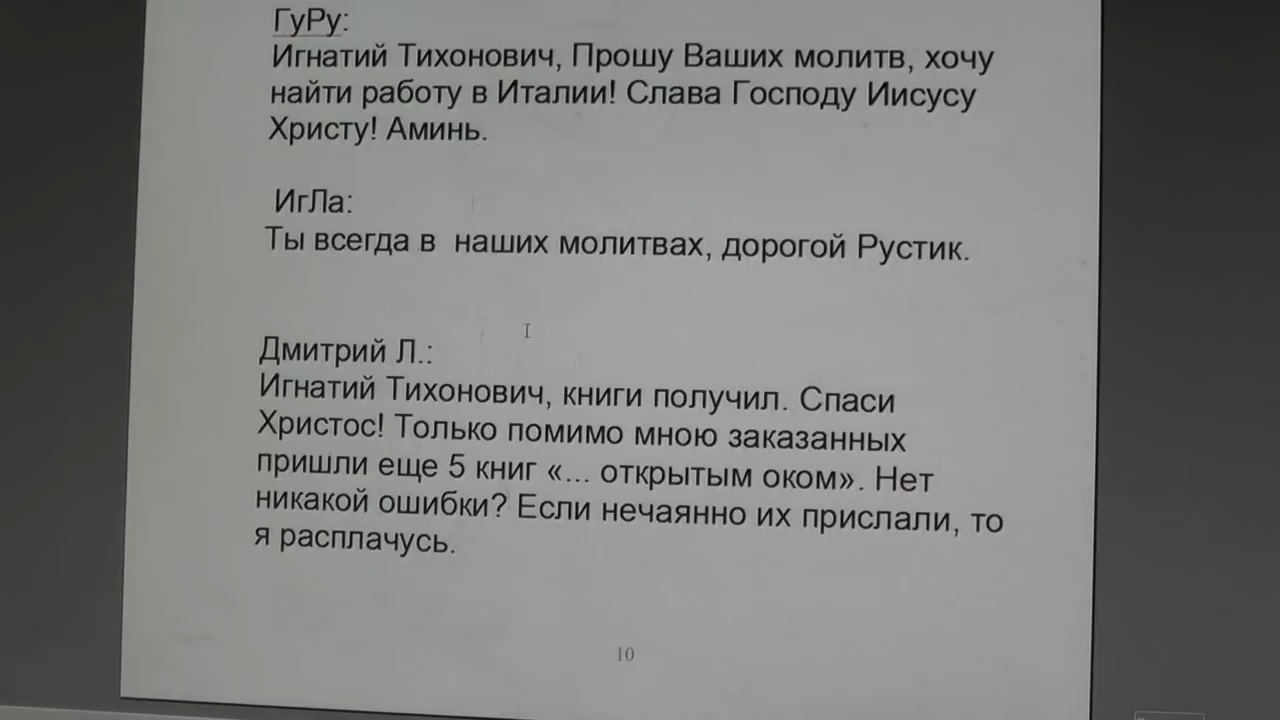 ГуРу:
Игнатий Тихонович, Прошу Ваших молитв, хочу
найти работу в Италии! Слава Господу Иисусу
Христу! Аминь.
ИгЛа:
Ты всегда в наших молитвах, дорогой Рустик.
Дмитрий Л.:
Игнатий Тихонович, книги получил. Спаси
Христос! Только помимо мною заказанных
пришли еще 5 книг «... открытым оком». Нет
никакой ошибки? Если нечаянно их прислали, то
я расплачусь.
10